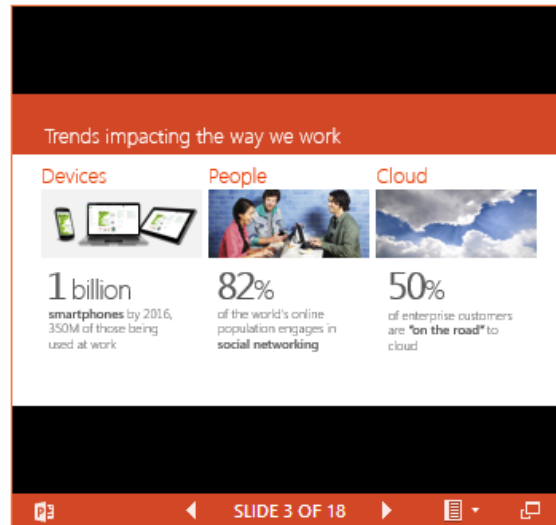 Trends impacting the way we work
Devices
People
Cloud
1 billion
smartphones by 2016,
350M of those being
used at work
82%
of the world's online
population engages in
social networking
50%
of enterprise customers
are "on the road" to
cloud
P
SLIDE 3 OF 18